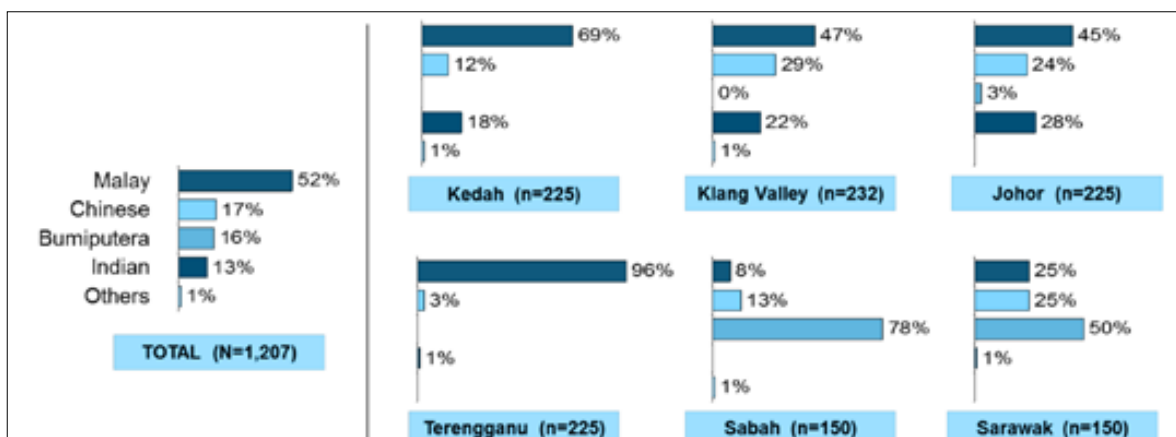 Malay 52%
Chinese 17%
Bumiputera 16%
Indian 13%
Others 1%
TOTAL (N=1,207)
69%
12%
18%
1%
Kedah (n=225)
47%
29%
0%
22%
1%
Klang Valley (n=232)
45%
24%
3%
28%
Johor (n=225)
96%
3%
1%
Terengganu (n=225)
8%
13%
78%
1%
Sabah (n=150)
25%
25%
50%
1%
Sarawak (n=150)